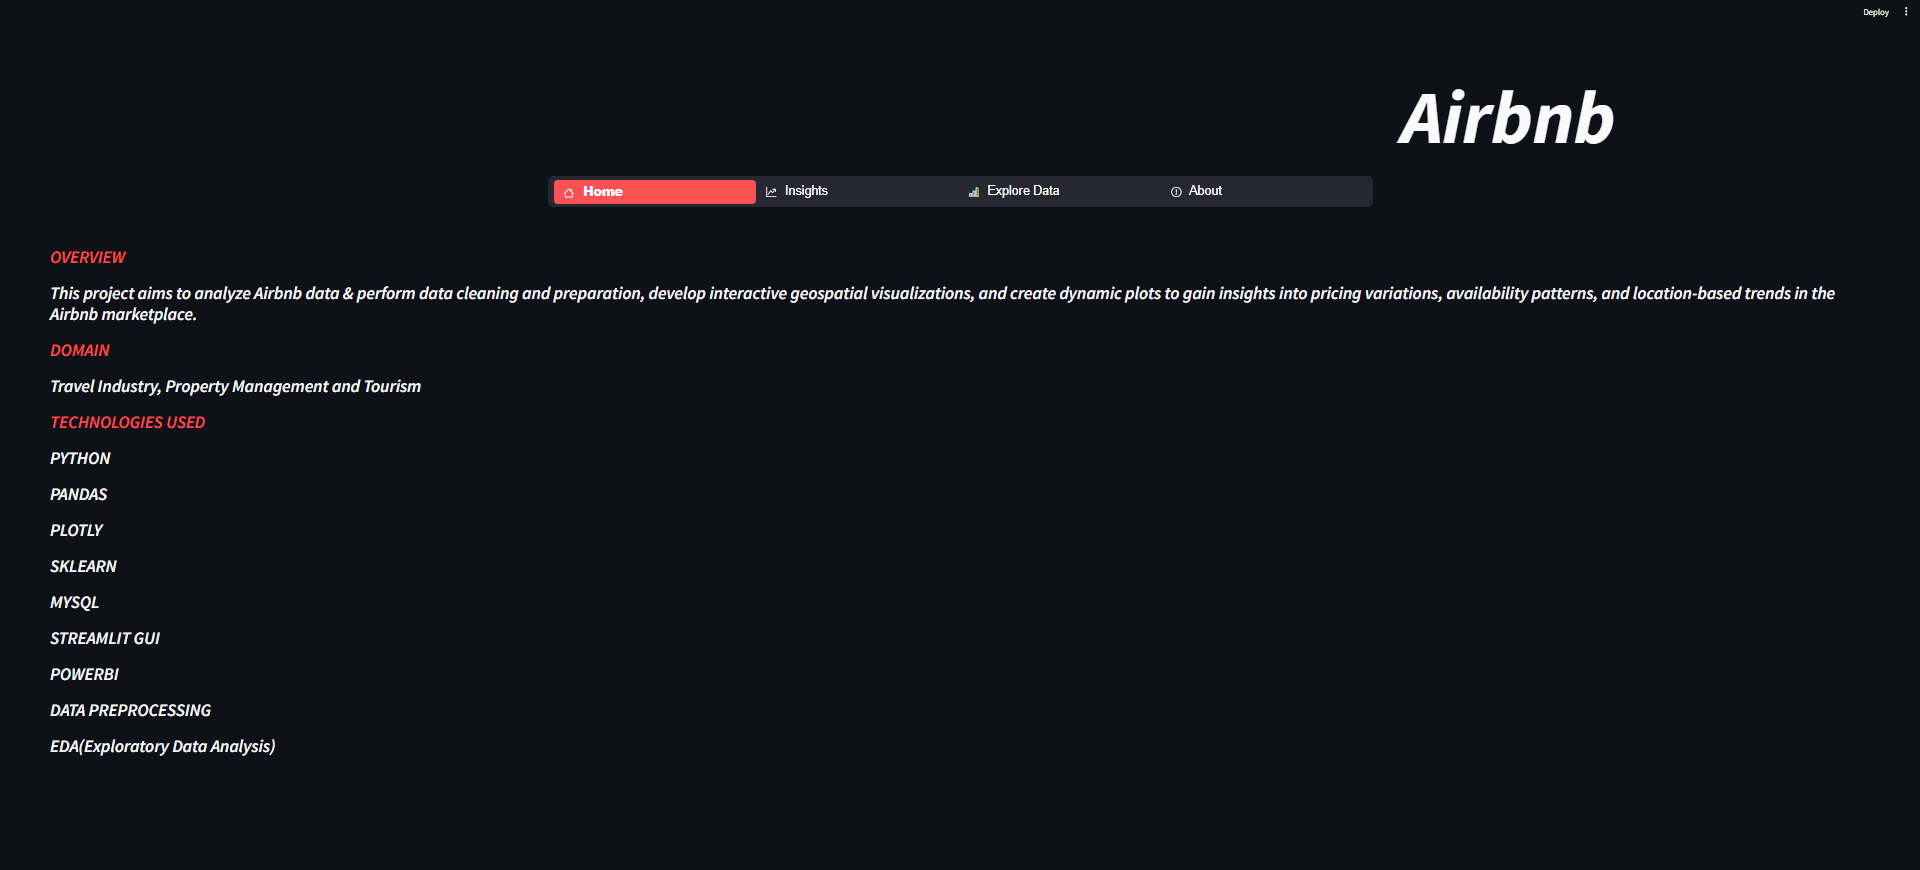 Deploy
Airbnb
Home
Insights
Explore Data
About
OVERVIEW
This project aims to analyze Airbnb data & perform data cleaning and preparation, develop interactive geospatial visualizations, and create dynamic plots to gain insights into pricing variations, availability patterns, and location-based trends in the
Airbnb marketplace.
DOMAIN
Travel Industry, Property Management and Tourism
TECHNOLOGIES USED
PYTHON
PANDAS
PLOTLY
SKLEARN
MYSQL
STREAMLIT GUI
POWERBI
DATA PREPROCESSING
EDA(Exploratory Data Analysis)